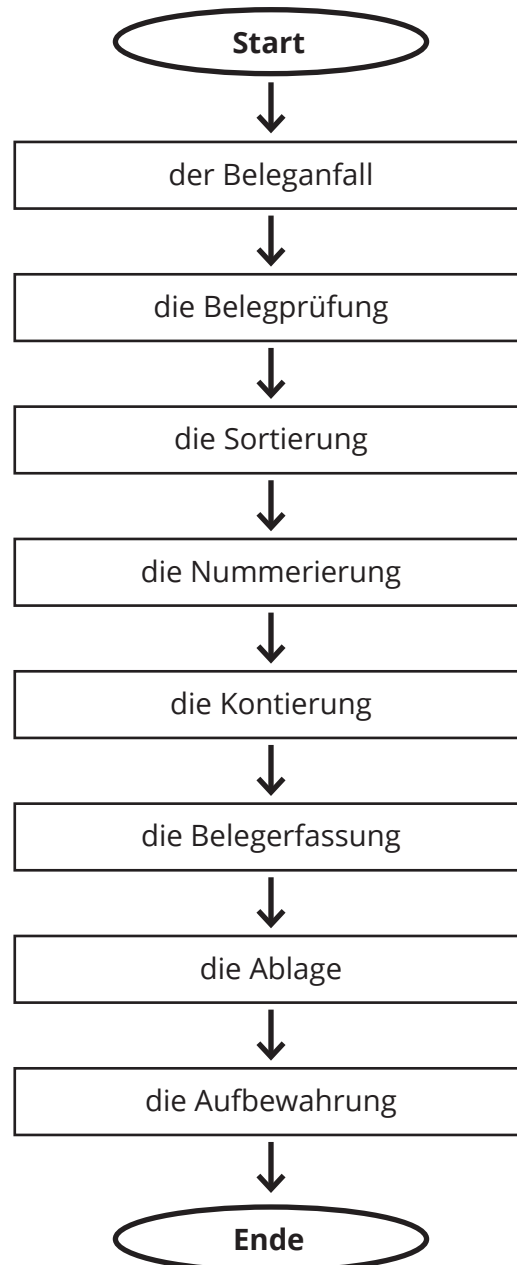 Start
der Beleganfall
die Belegprüfung
die Sortierung
die Nummerierung
die Kontierung
die Belegerfassung
die Ablage
die Aufbewahrung
Ende